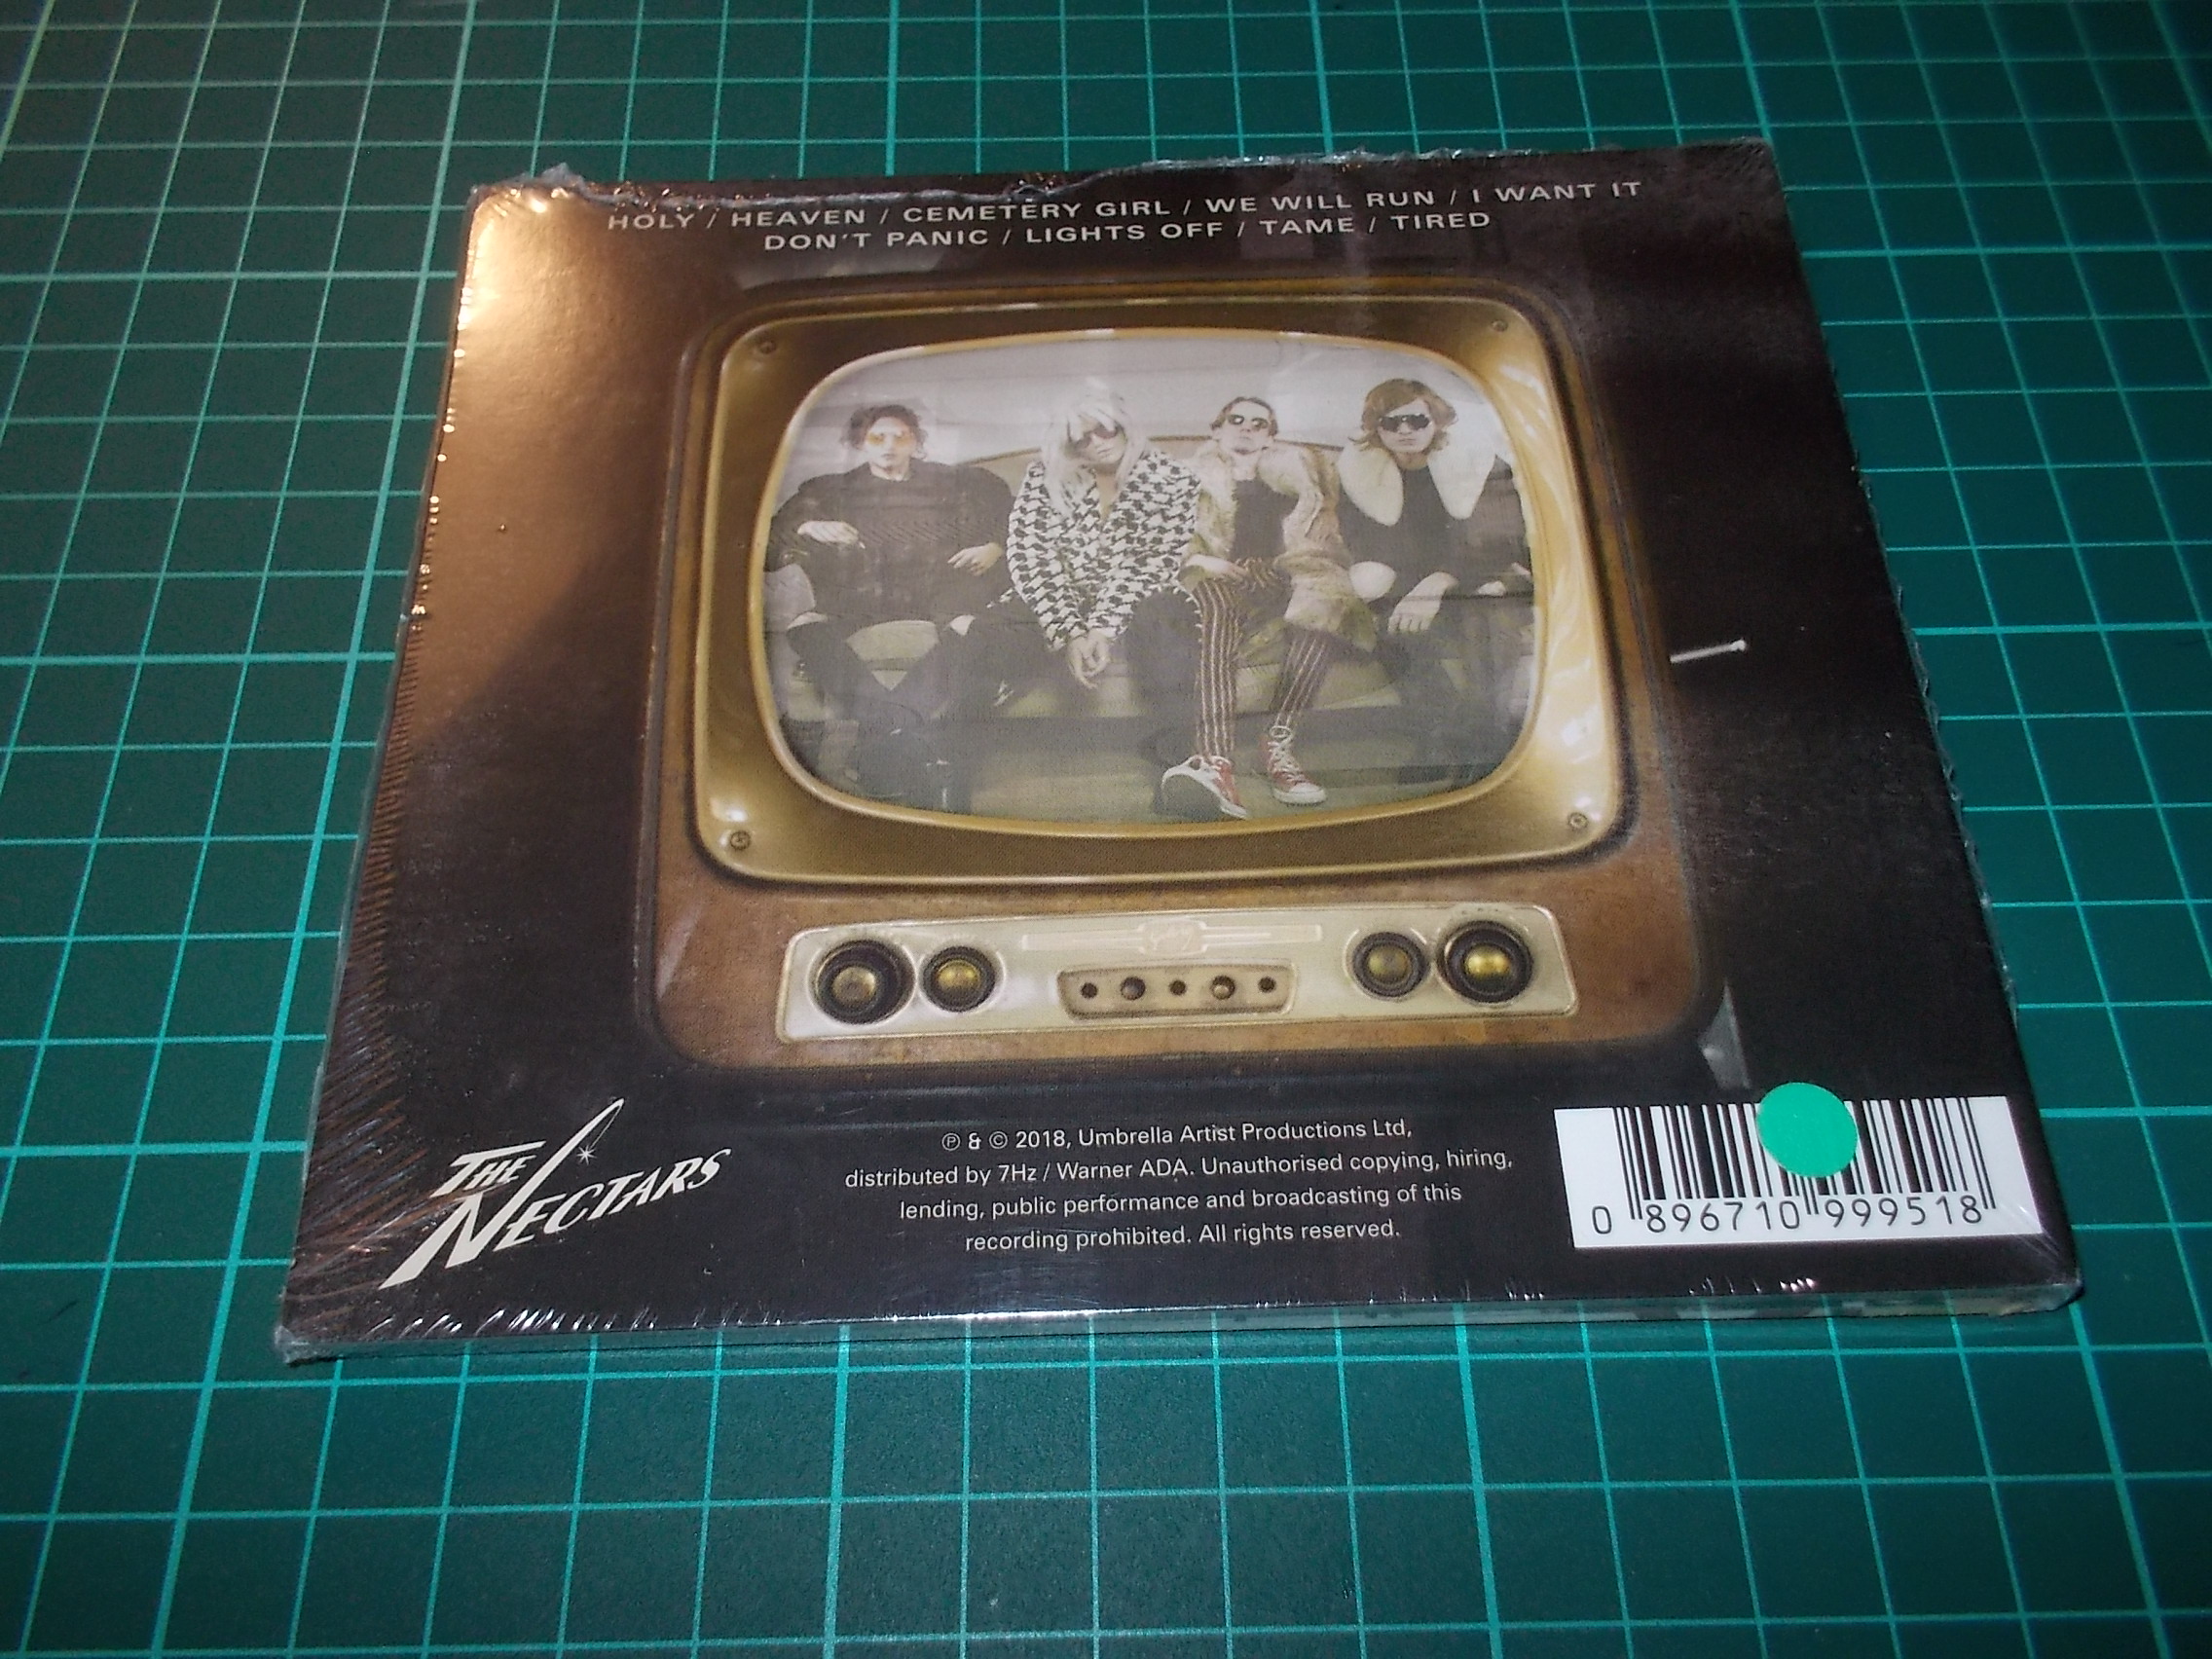 HOLY / HEAVEN / CEMETERY GIRL / WE WILL RUN / I WANT IT
DON'T PANIC / LIGHTS OFF / TAME / TIRED
THE
NECTARS
℗ & © 2018, Umbrella Artist Productions Ltd,
distributed by 7Hz / Warner ADA. Unauthorised copying, hiring,
lending, public performance and broadcasting of this
recording prohibited. All rights reserved.
0 896710 999518